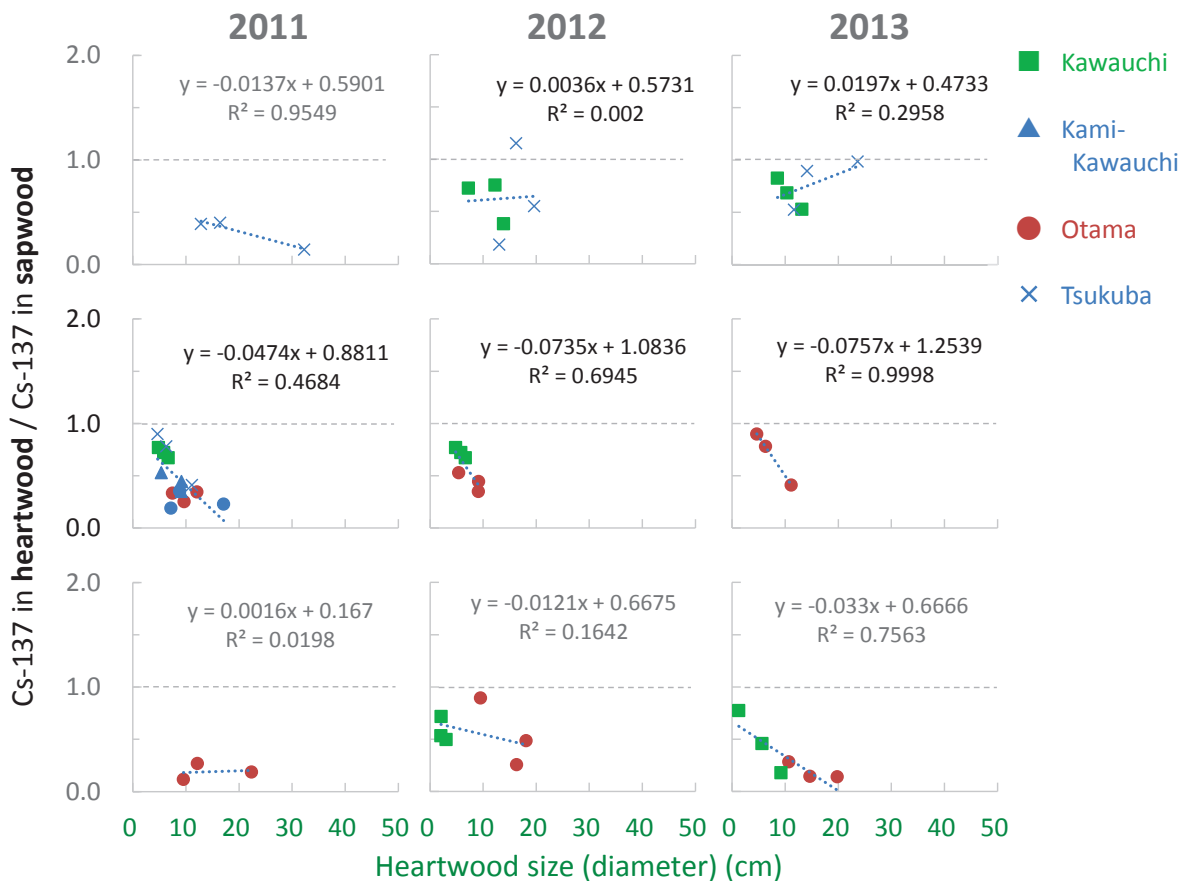 2011 2012 2013
2.0
y = -0.0137x + 0.5901 y = 0.0036x + 0.5731 y = 0.0197x + 0.4733
R² = 0.9549 R² = 0.002 R² = 0.2958
1.0
0.0
Kawauchi
Kami-
Kawauchi
Otama
Tsukuba
Cs-137 in heartwood / Cs-137 in sapwood
2.0
y = -0.0474x + 0.8811 y = -0.0735x + 1.0836 y = -0.0757x + 1.2539
R² = 0.4684 R² = 0.6945 R² = 0.9998
1.0
0.0
2.0
y = 0.0016x + 0.167 y = -0.0121x + 0.6675 y = -0.033x + 0.6666
R² = 0.0198 R² = 0.1642 R² = 0.7563
1.0
0.0
0 10 20 30 40 50 0 10 20 30 40 50 0 10 20 30 40 50
Heartwood size (diameter) (cm)